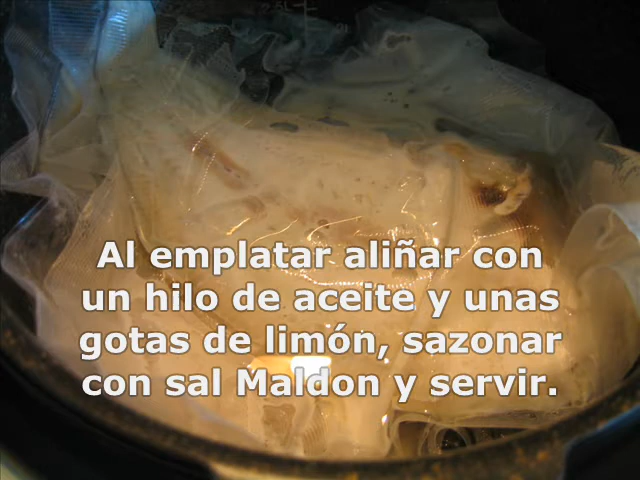 Al emplatar aliñar con
un hilo de aceite y unas
gotas de limón, sazonar
con sal Maldon y servir.